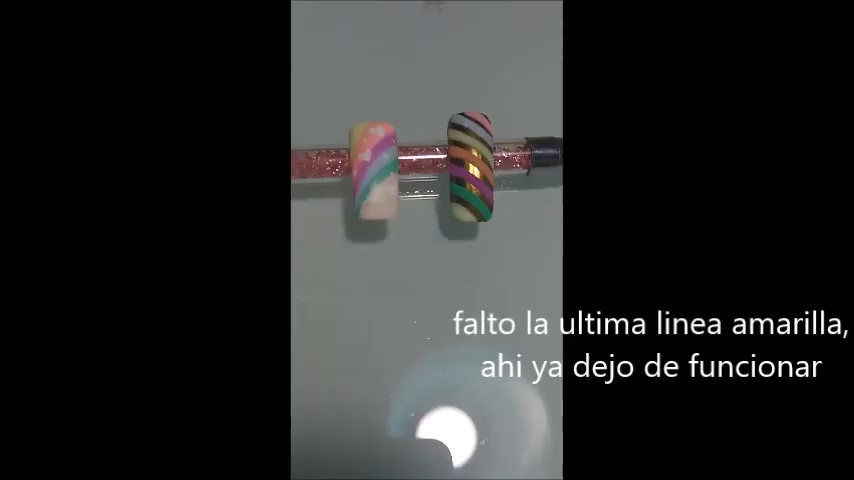 falto la ultima linea amarilla,
ahi ya dejo de funcionar